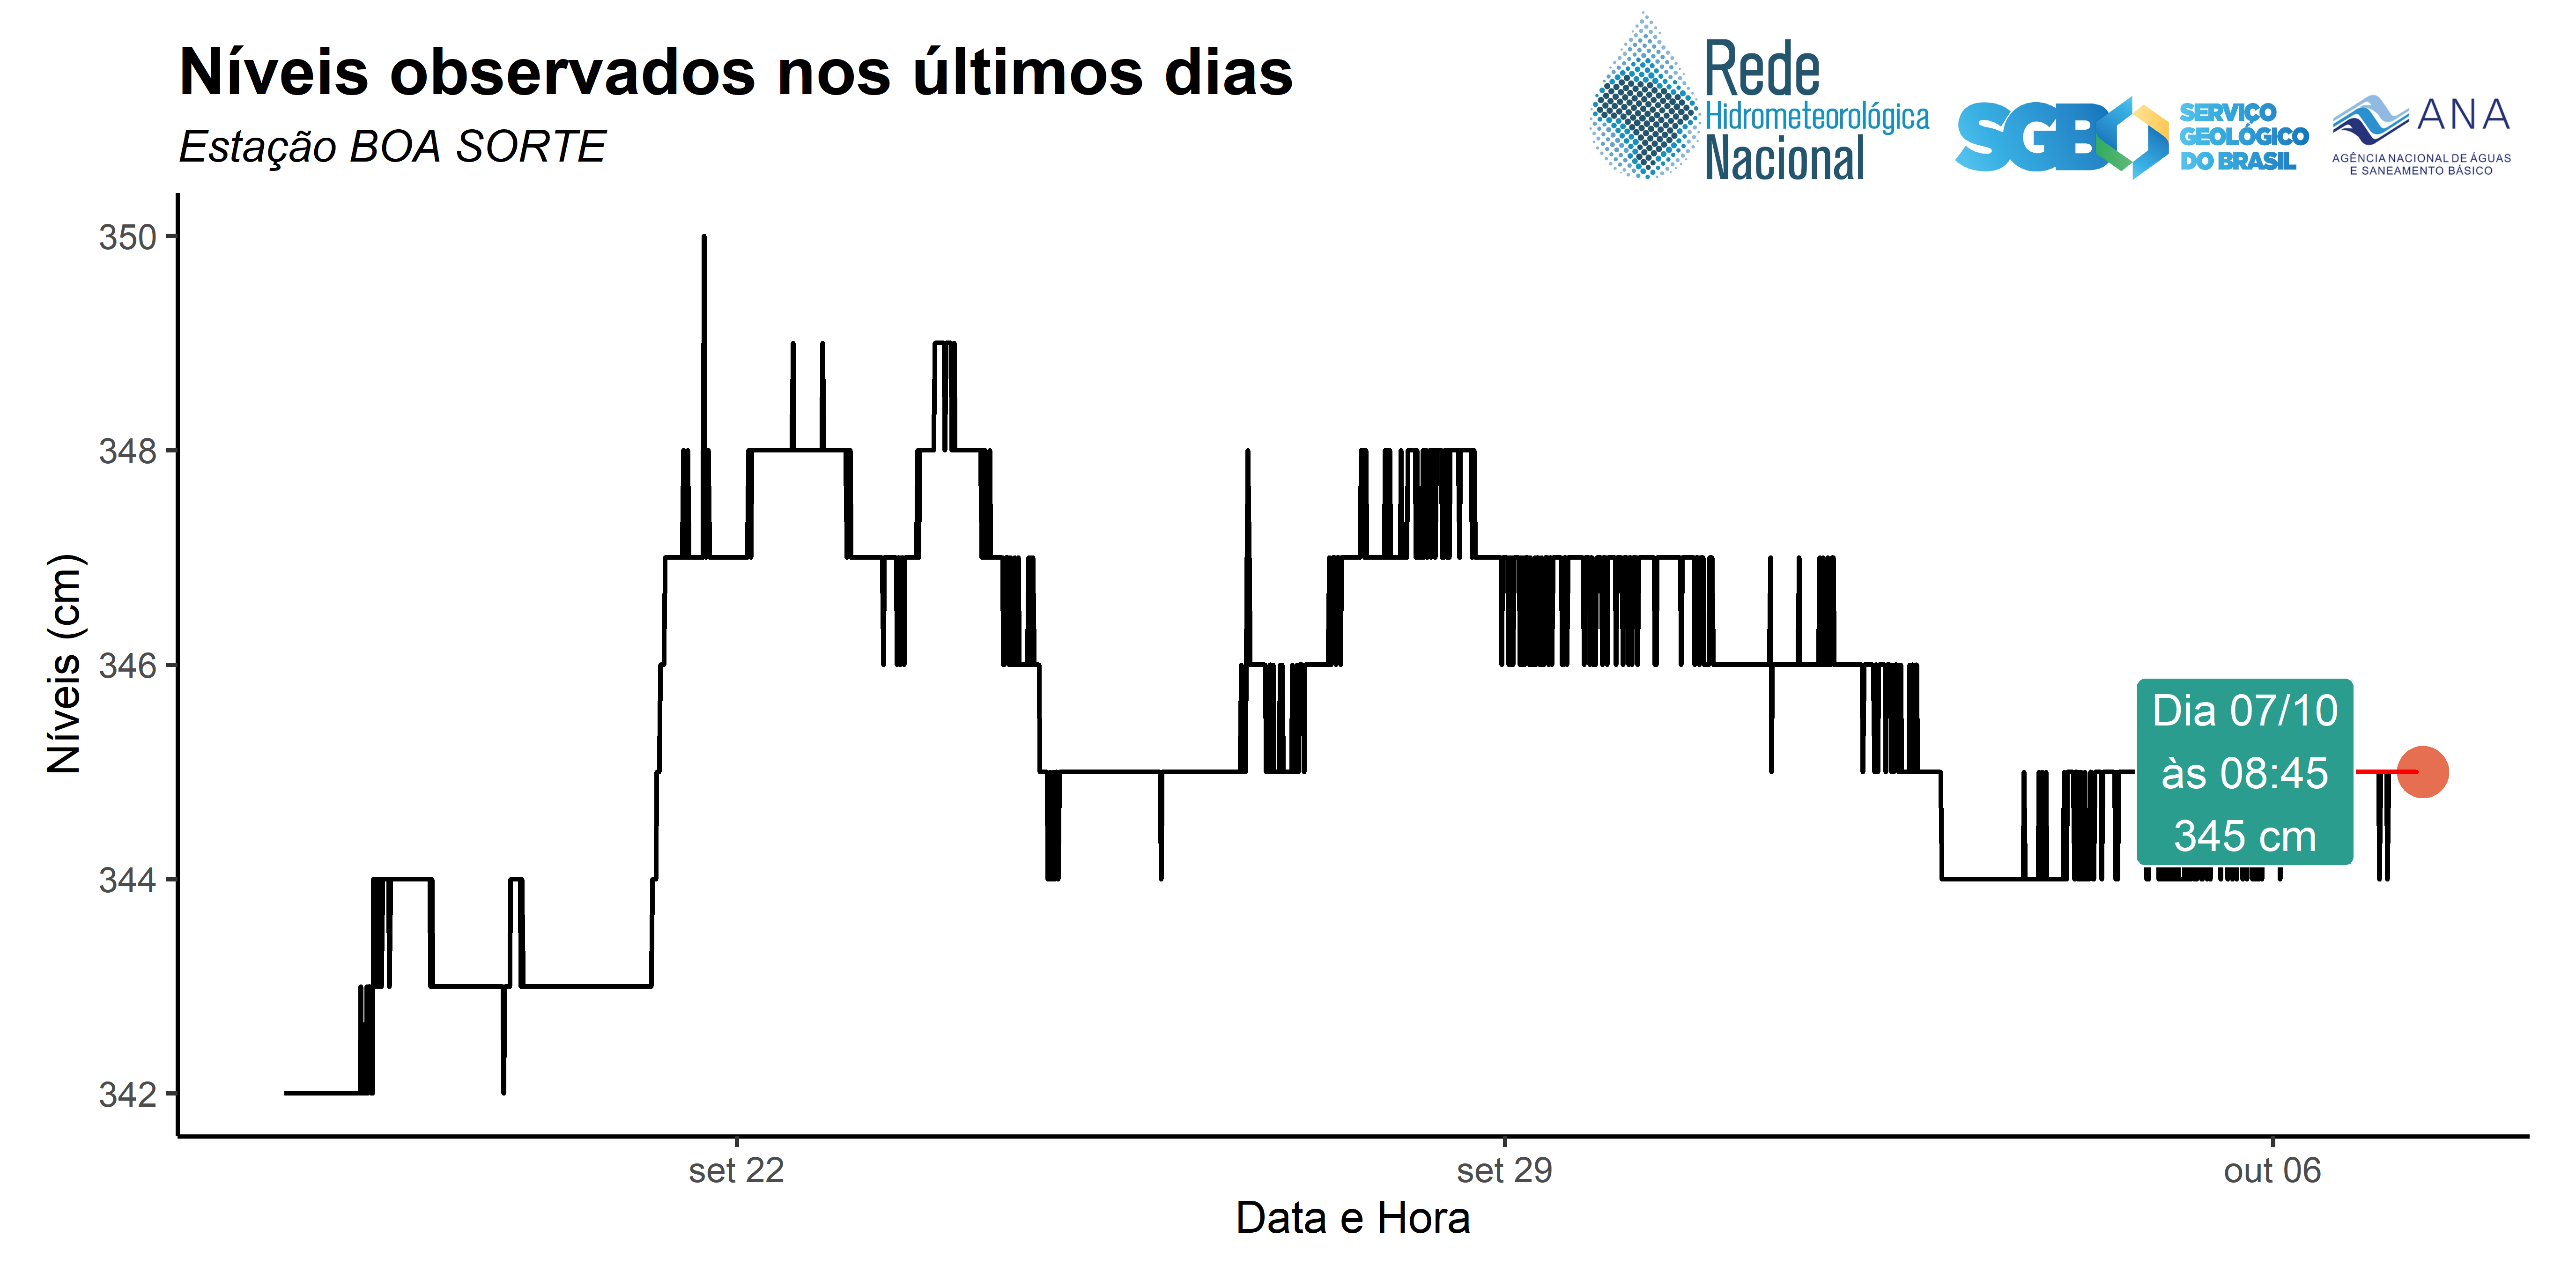 Níveis observados nos últimos dias
Estação BOA SORTE
Rede
Hidrometeorológica
Nacional
SGB
SERVIÇO
GEOLÓGICO
DO BRASIL
ANA
AGÊNCIA NACIONAL DE ÁGUAS
E SANEAMENTO BÁSICO
Níveis (cm)
350
348
346
344
342
Dia 07/10
às 08:45
345 cm
set 22
set 29
out 06
Data e Hora